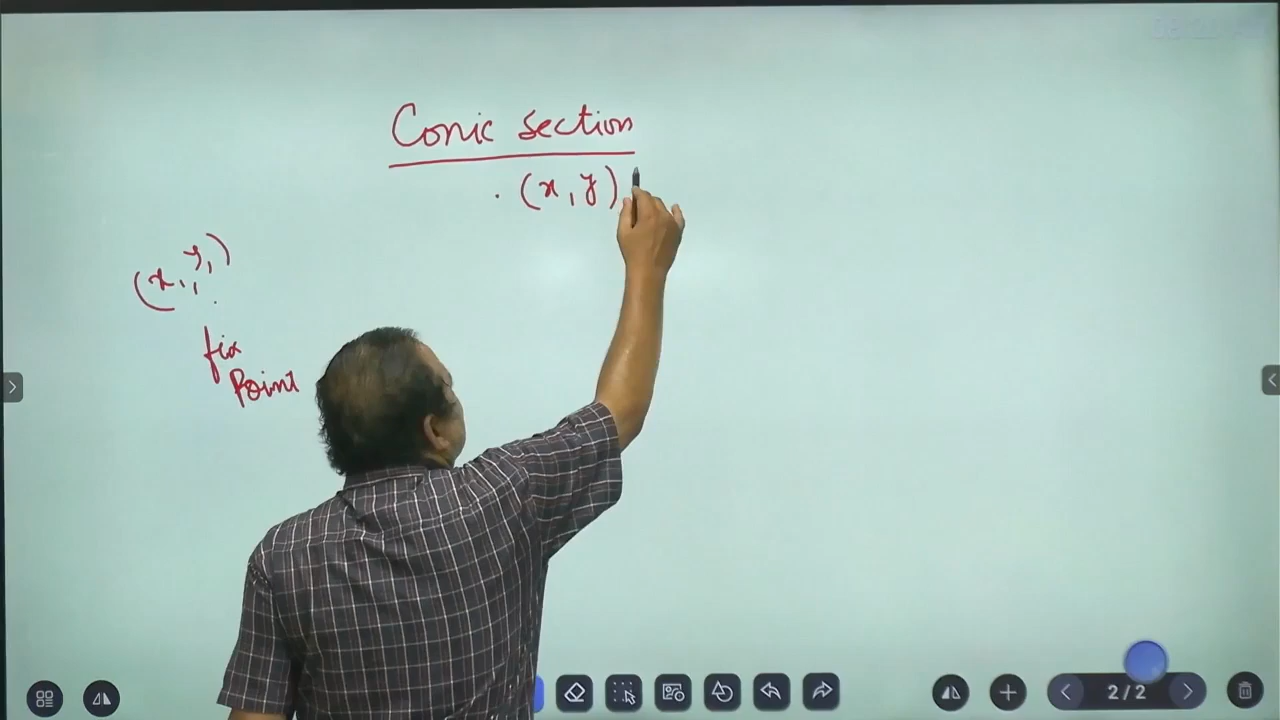 Conic section
. (x, y)
(x₁, y₁)
fix
Point
2 / 2